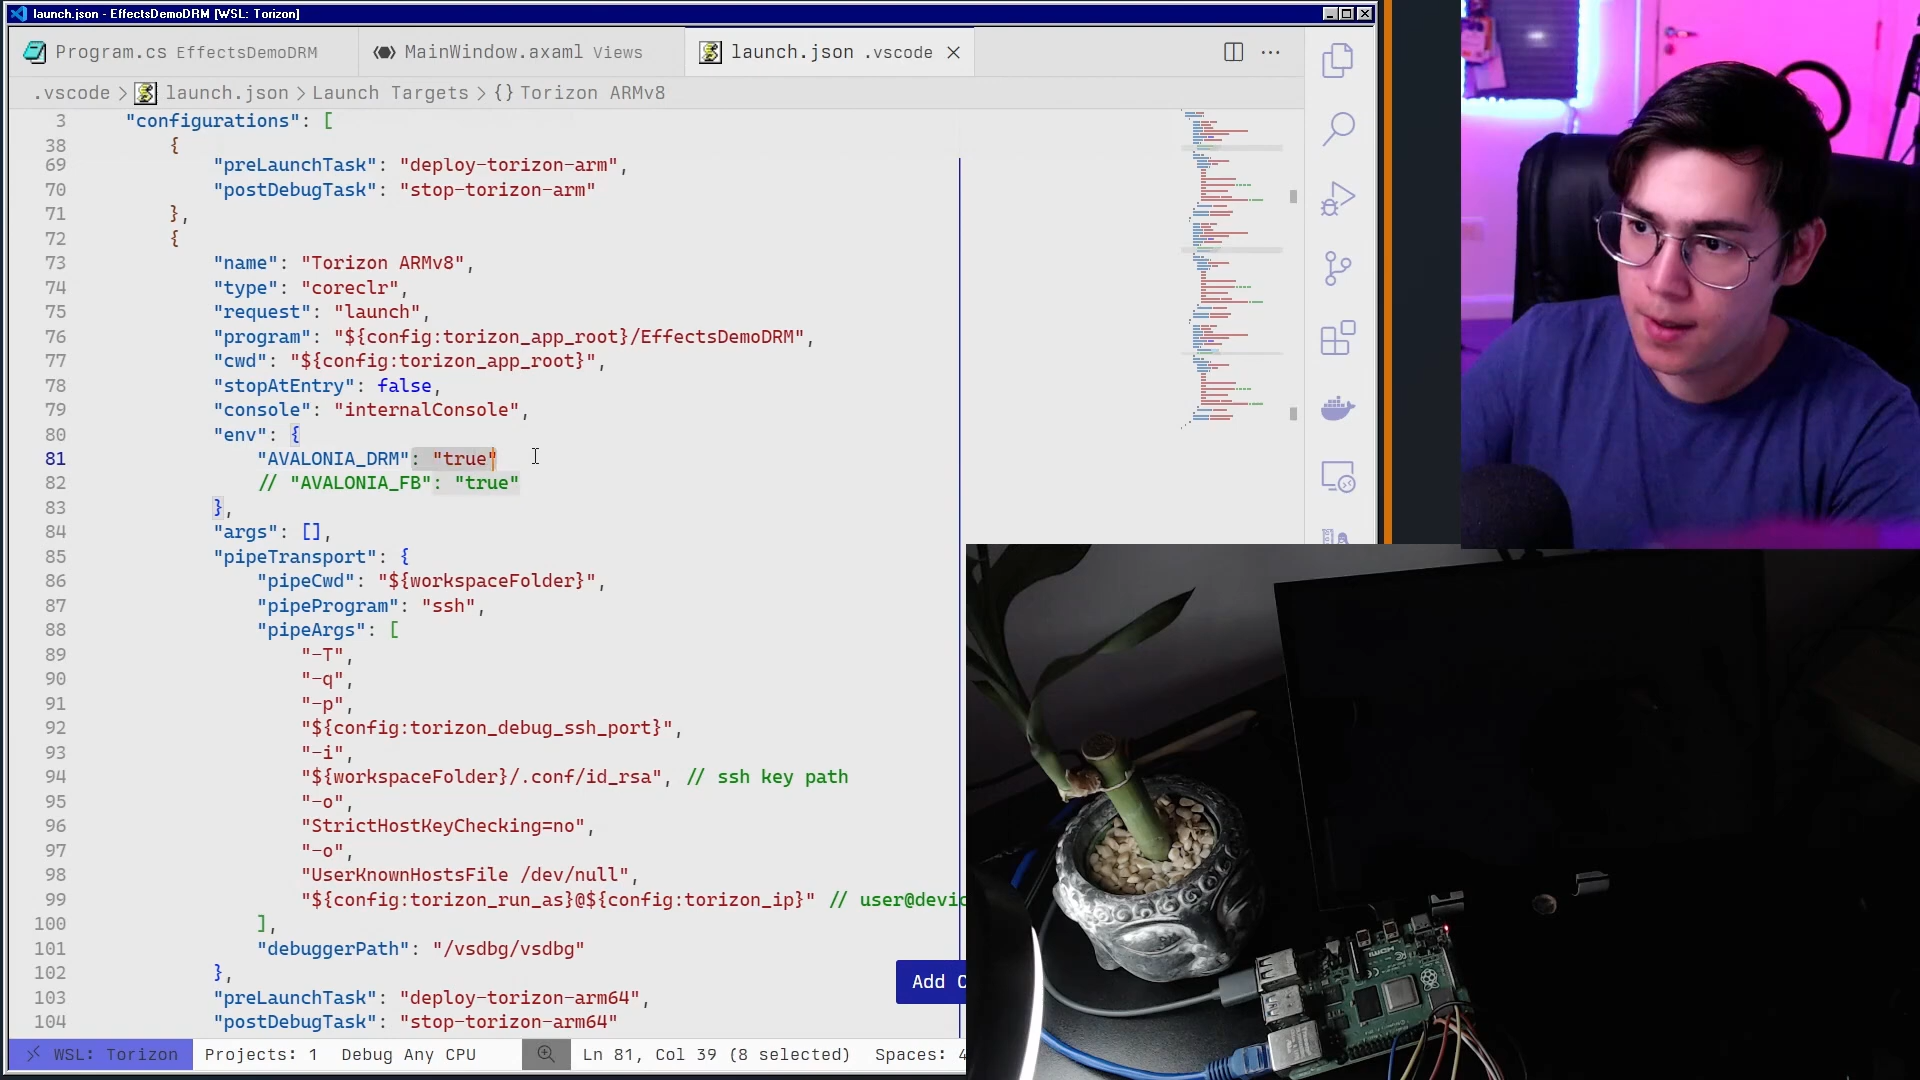 launch.json - EffectsDemoDRM [WSL: Torizon]
Program.cs EffectsDemoDRM
MainWindow.axaml Views
launch.json .vscode
.vscode > launch.json > Launch Targets > {} Torizon ARMv8
3 "configurations": [
38 {
69 "preLaunchTask": "deploy-torizon-arm",
70 "postDebugTask": "stop-torizon-arm"
71 },
72 {
73 "name": "Torizon ARMv8",
74 "type": "coreclr",
75 "request": "launch",
76 "program": "${config:torizon_app_root}/EffectsDemoDRM",
77 "cwd": "${config:torizon_app_root}",
78 "stopAtEntry": false,
79 "console": "internalConsole",
80 "env": {
81 "AVALONIA_DRM": "true"
82 // "AVALONIA_FB": "true"
83 },
84 "args": [],
85 "pipeTransport": {
86 "pipeCwd": "${workspaceFolder}",
87 "pipeProgram": "ssh",
88 "pipeArgs": [
89 "-T",
90 "-q",
91 "-p",
92 "${config:torizon_debug_ssh_port}",
93 "-i",
94 "${workspaceFolder}/.conf/id_rsa", // ssh key path
95 "-o",
96 "StrictHostKeyChecking=no",
97 "-o",
98 "UserKnownHostsFile /dev/null",
99 "${config:torizon_run_as}@${config:torizon_ip}" // user@devic
100 ],
101 "debuggerPath": "/vsdbg/vsdbg"
102 },
103 "preLaunchTask": "deploy-torizon-arm64",
104 "postDebugTask": "stop-torizon-arm64"
Add C
WSL: Torizon Projects: 1 Debug Any CPU Ln 81, Col 39 (8 selected) Spaces: 4
HDMI